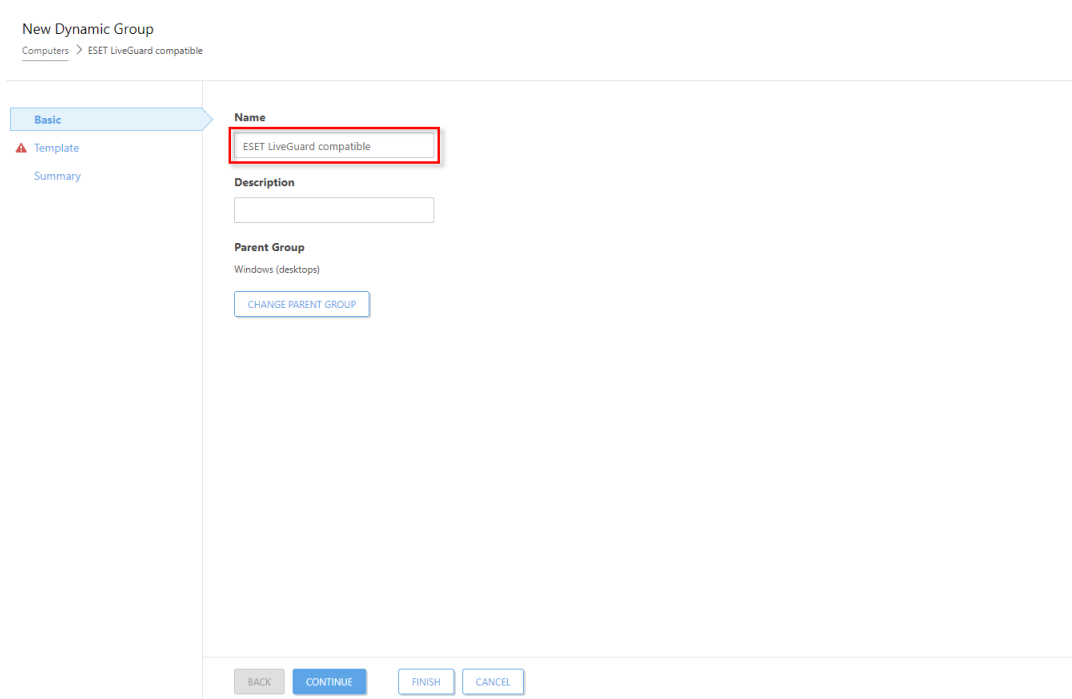 New Dynamic Group
Computers > ESET LiveGuard compatible
Basic
Template
Summary
Name
ESET LiveGuard compatible
Description
Parent Group
Windows (desktops)
CHANGE PARENT GROUP
BACK CONTINUE FINISH CANCEL